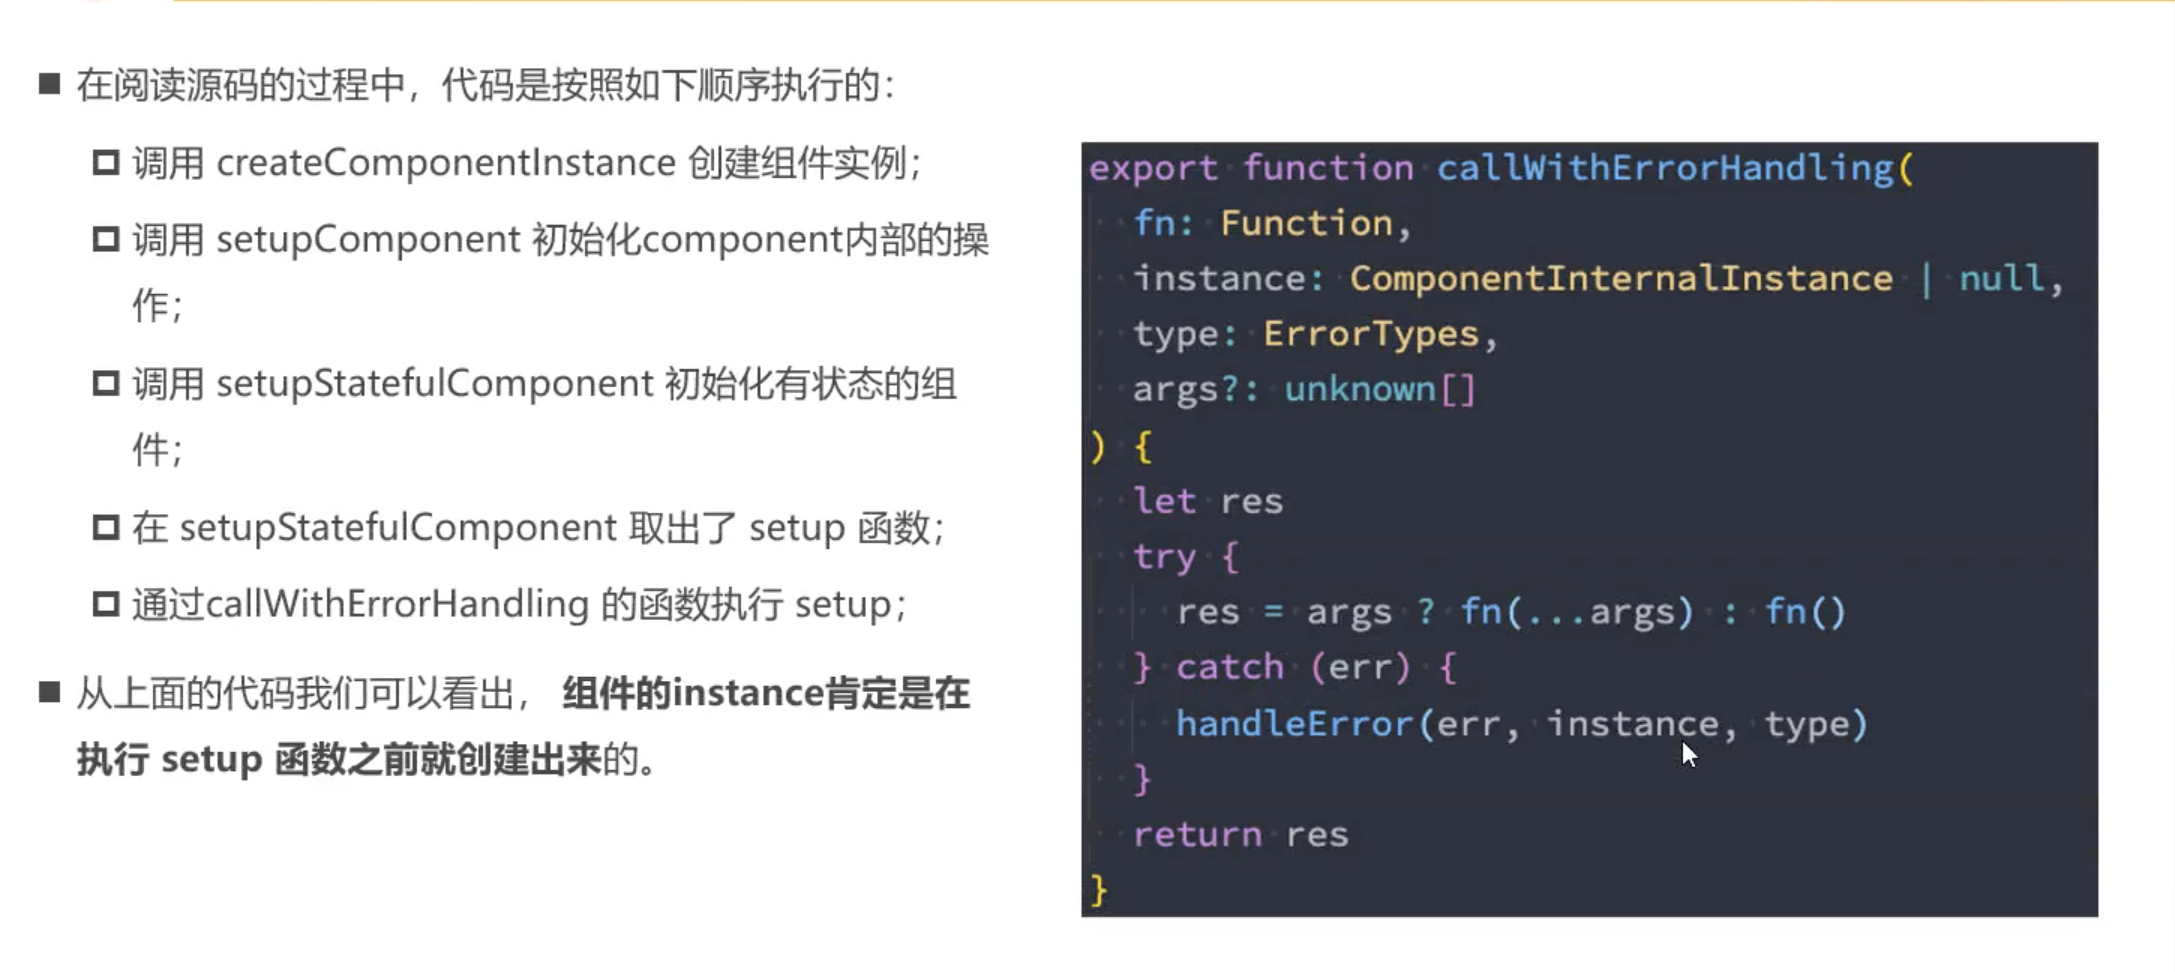 在阅读源码的过程中，代码是按照如下顺序执行的：
调用 createComponentInstance 创建组件实例；
调用 setupComponent 初始化component内部的操
作；
调用 setupStatefulComponent 初始化有状态的组
件；
在 setupStatefulComponent 取出了 setup 函数；
通过callWithErrorHandling 的函数执行 setup；
从上面的代码我们可以看出， 组件的instance肯定是在
执行 setup 函数之前就创建出来的。
export function callWithErrorHandling(
  fn: Function,
  instance: ComponentInternalInstance | null,
  type: ErrorTypes,
  args?: unknown[]
) {
  let res
  try {
    res = args ? fn(...args) : fn()
  } catch (err) {
    handleError(err, instance, type)
  }
  return res
}